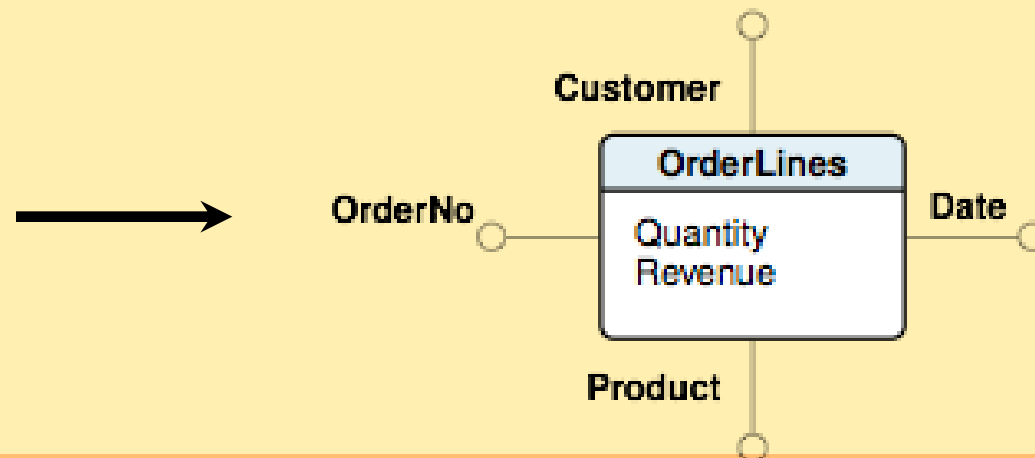 Customer
OrderLines
OrderNo
Date
Quantity
Revenue
Product